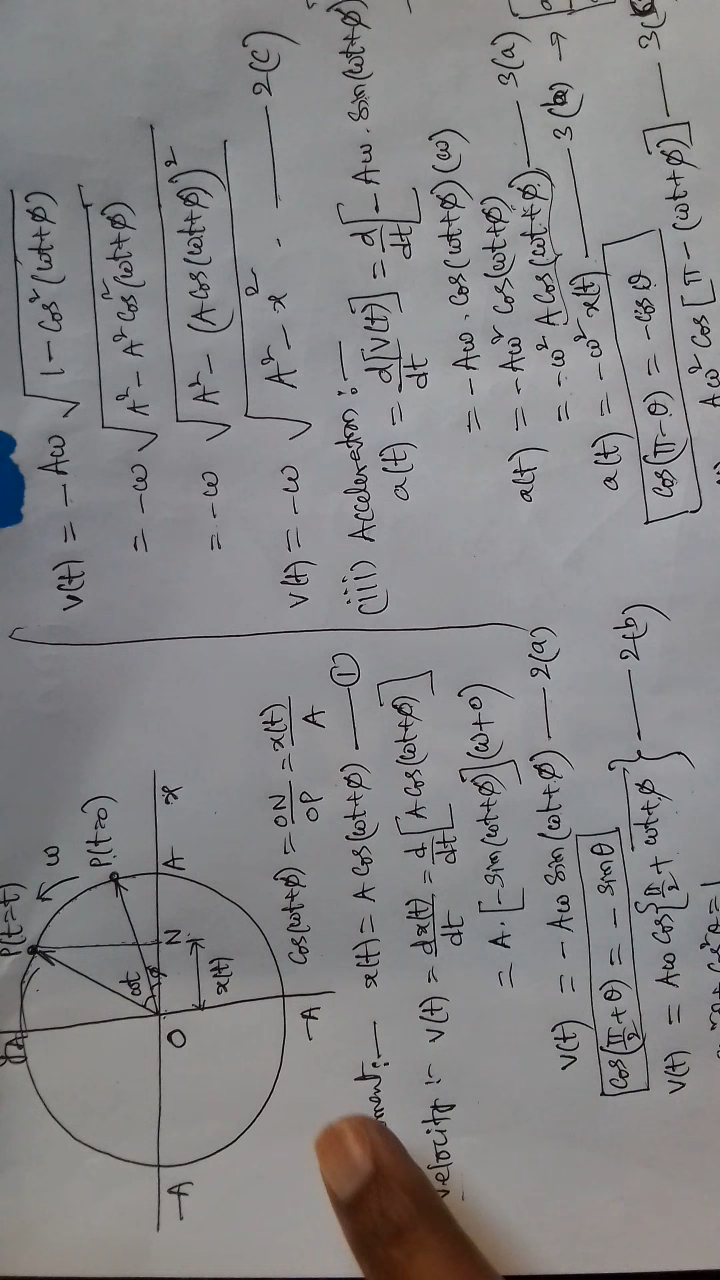 P(t=t)
ω
P(t=0)
A
ωt
φ
-A
O
N
A
x
x(t)
-A
Cos(ωt+φ) = ON/OP = x(t)/A
ment:— x(t) = A Cos(ωt+φ) —— ①
velocity :- v(t) = dx(t)/dt = d/dt [A Cos(ωt+φ)]
= A. [-Sin(ωt+φ)] (ω+0)
v(t) = -Aω Sin(ωt+φ) —— 2(a)
Cos(π/2 + θ) = - sinθ
v(t) = Aω Cos{π/2 + ωt+φ} —— 2(b)
v(t) = -Aω √(1 - Cos²(ωt+φ))
= -ω √(A² - A² Cos²(ωt+φ))
= -ω √(A² - (A Cos(ωt+φ))²)
v(t) = -ω √(A² - x²) . —— 2(c)
(iii) Acceleraton :—
a(t) = d[v(t)]/dt = d/dt [-Aω. Sin(ωt+φ)
= -Aω. Cos(ωt+φ) (ω)
a(t) = -Aω² Cos(ωt+φ) —— 3(a)
= -ω² A Cos(ωt+φ)
a(t) = -ω² x(t) —— 3(b) →
Cos(π-θ) = -Cosθ
Aω² Cos[π-(ωt+φ)] —— 3(